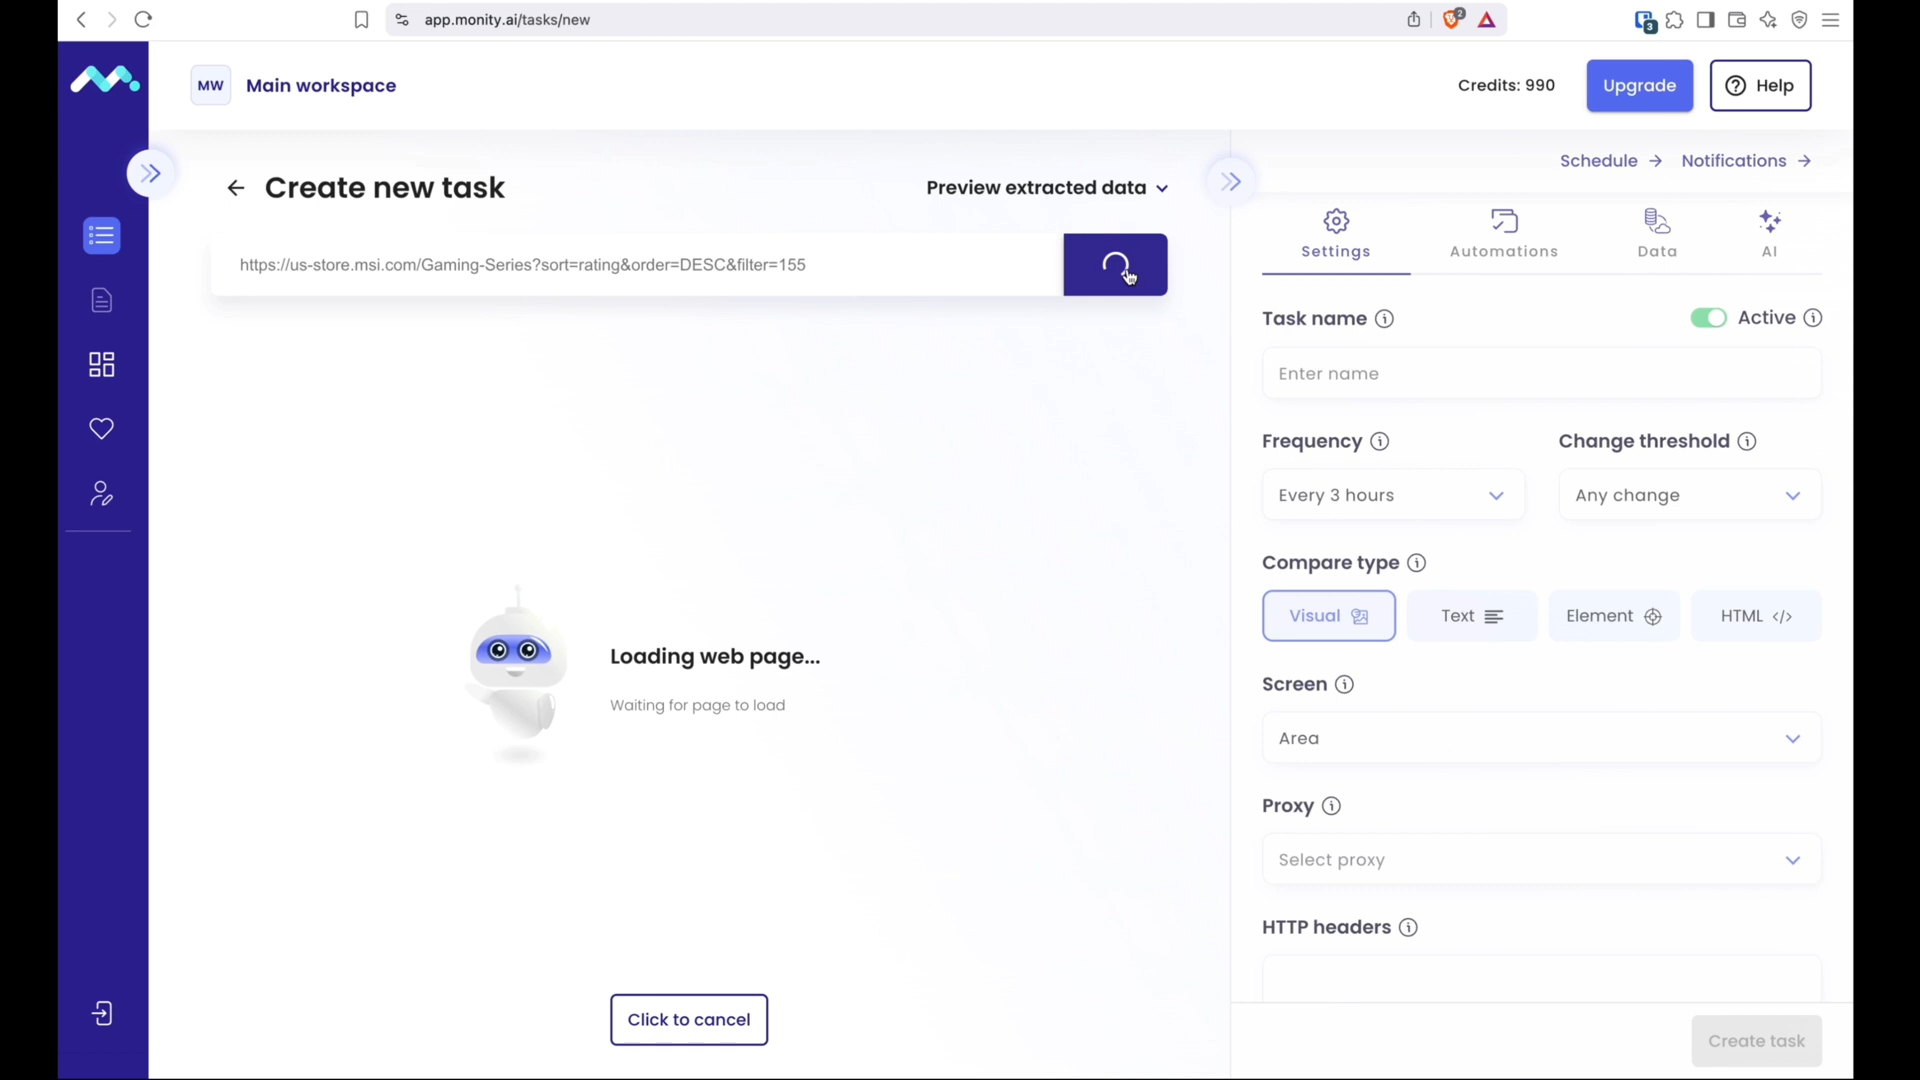 app.monity.ai/tasks/new
2
3
MW
Main workspace
Credits: 990
Upgrade
Help
Schedule
Notifications
Create new task
Preview extracted data
Settings
Automations
Data
AI
https://us-store.msi.com/Gaming-Series?sort=rating&order=DESC&filter=155
Task name
Active
Enter name
Frequency
Change threshold
Every 3 hours
Any change
Compare type
Visual
Text
Element
HTML
Loading web page...
Waiting for page to load
Screen
Area
Proxy
Select proxy
HTTP headers
Click to cancel
Create task